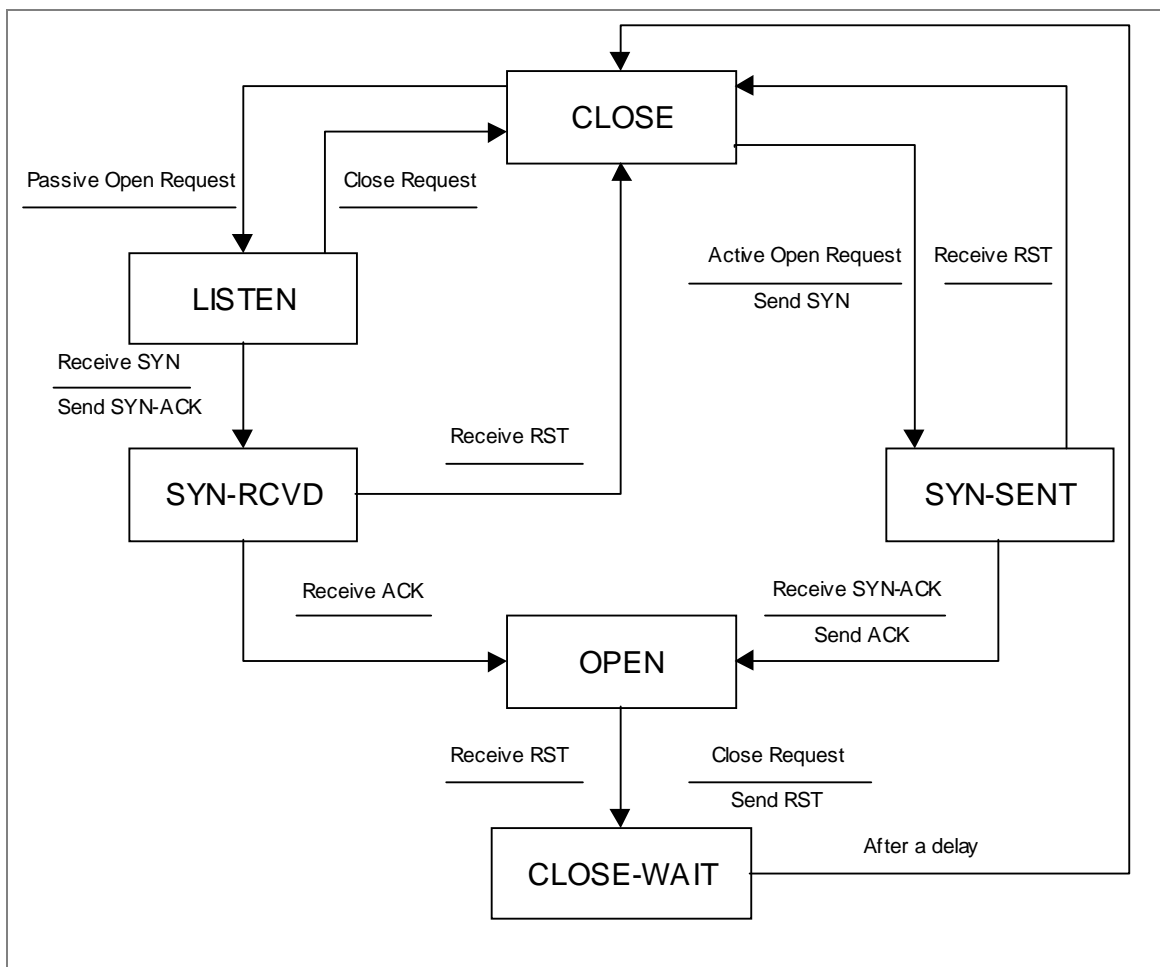 CLOSE
Passive Open Request
Close Request
Active Open Request
Send SYN
Receive RST
LISTEN
Receive SYN
Send SYN-ACK
Receive RST
SYN-RCVD
SYN-SENT
Receive ACK
Receive SYN-ACK
Send ACK
OPEN
Receive RST
Close Request
Send RST
After a delay
CLOSE-WAIT